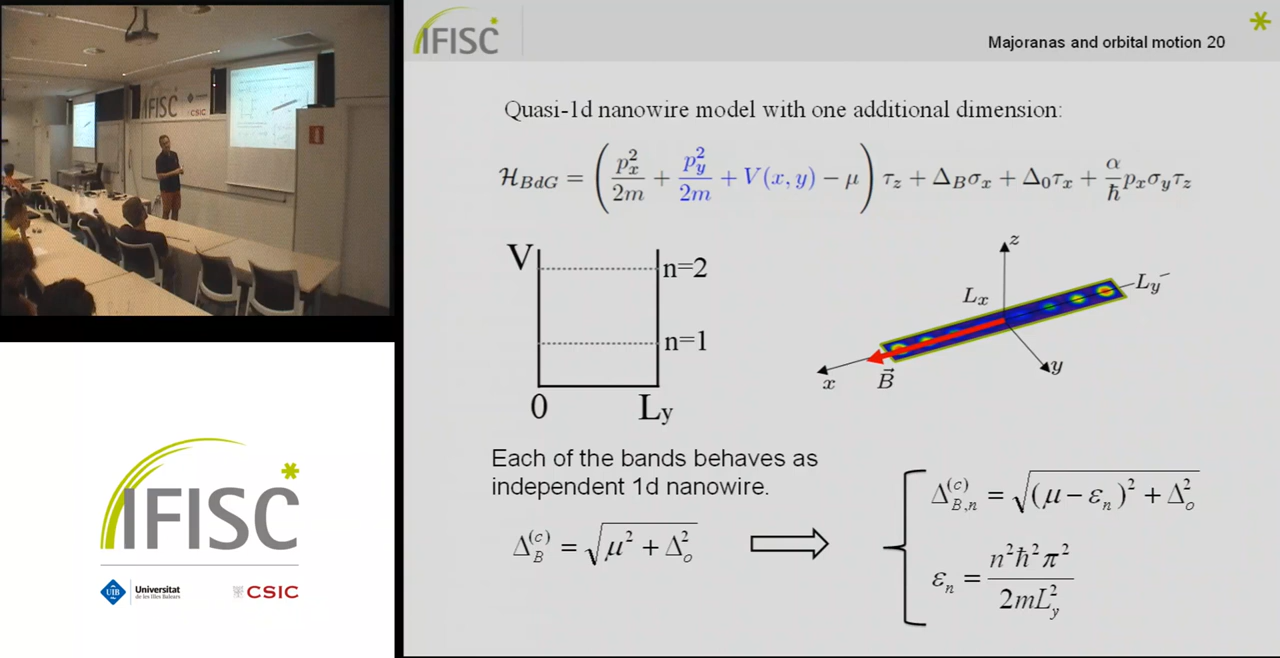 IFISC
CSIC
IFISC
Majoranas and orbital motion 20
Quasi-1d nanowire model with one additional dimension:
ℋ_BdG = (p_x²/2m + p_y²/2m + V(x, y) − μ) τ_z + Δ_B σ_x + Δ_0 τ_x + α/ħ p_x σ_y τ_z
V
n=2
n=1
0
L_y
z
L_x
L_y
x
B⃗
y
Each of the bands behaves as
independent 1d nanowire.
Δ_B^(c) = √(μ² + Δ_o²)
Δ_{B,n}^(c) = √((μ − ε_n)² + Δ_o²)
ε_n = n²ħ²π² / 2mL_y²
IFISC
UIB
Universitat
de les Illes Balears
CSIC